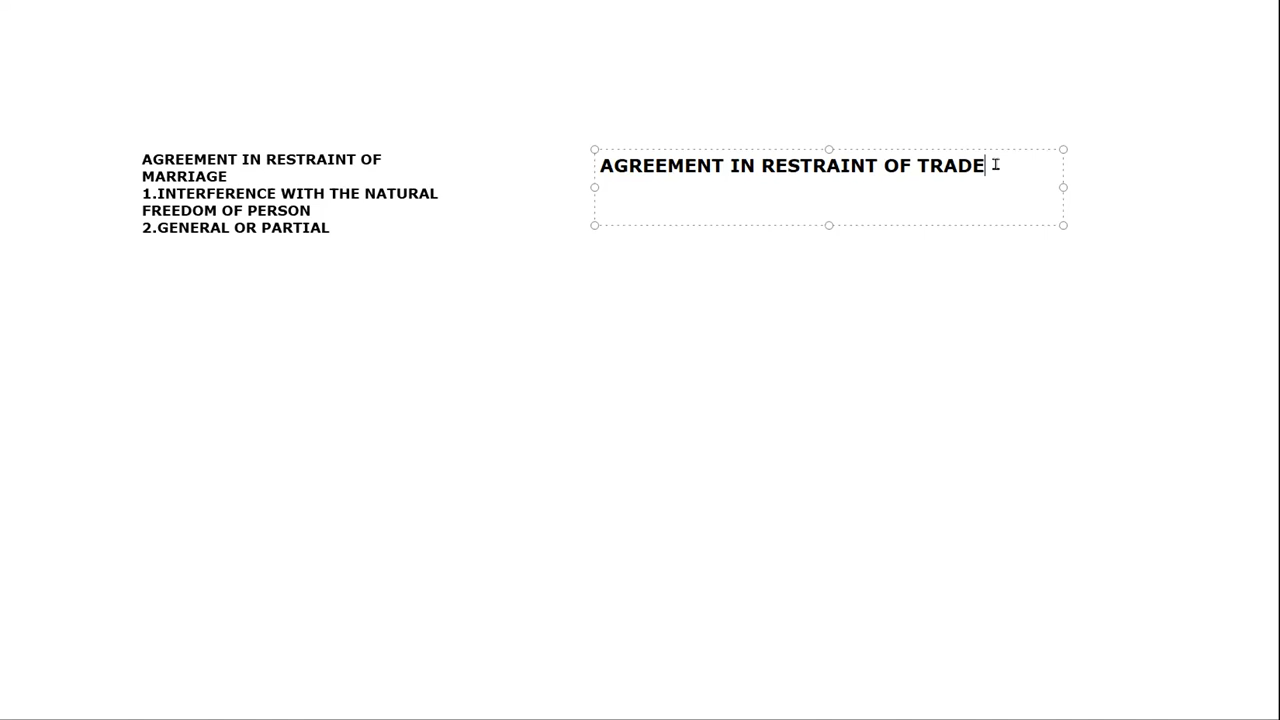 AGREEMENT IN RESTRAINT OF
MARRIAGE
1.INTERFERENCE WITH THE NATURAL
FREEDOM OF PERSON
2.GENERAL OR PARTIAL
AGREEMENT IN RESTRAINT OF TRADE